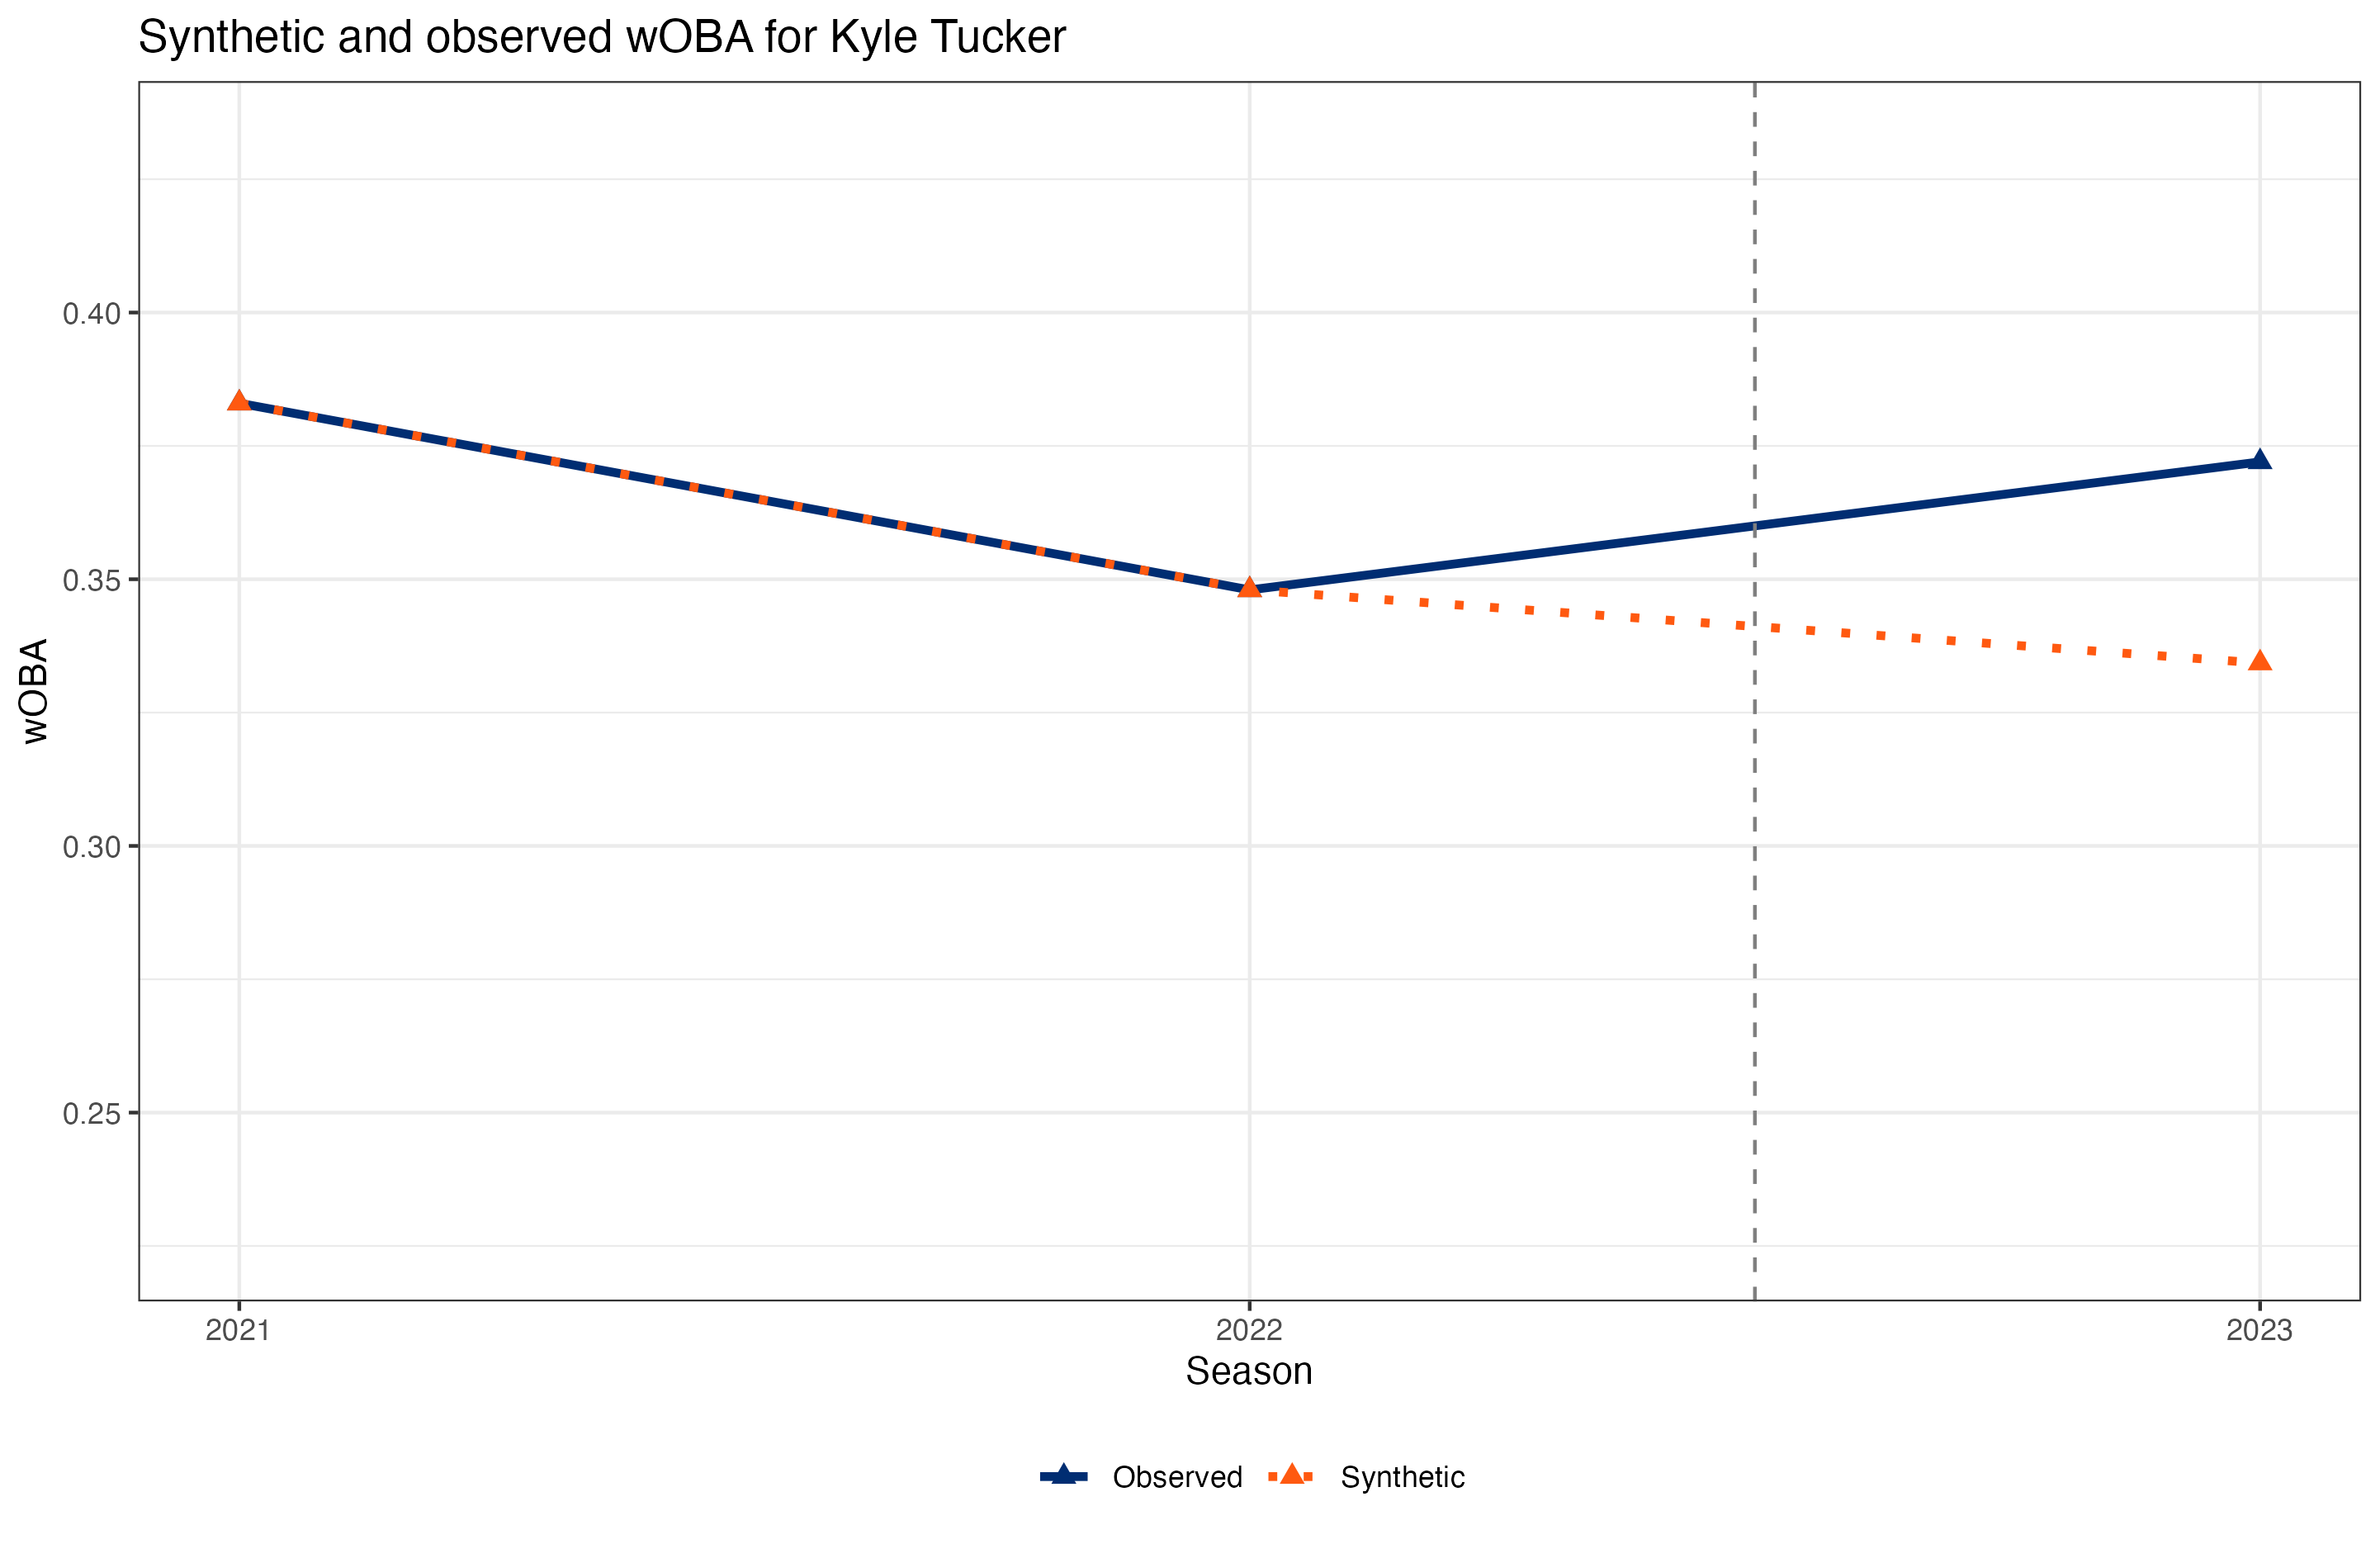 Synthetic and observed wOBA for Kyle Tucker
wOBA
0.40
0.35
0.30
0.25
2021 2022 2023
Season
Observed Synthetic